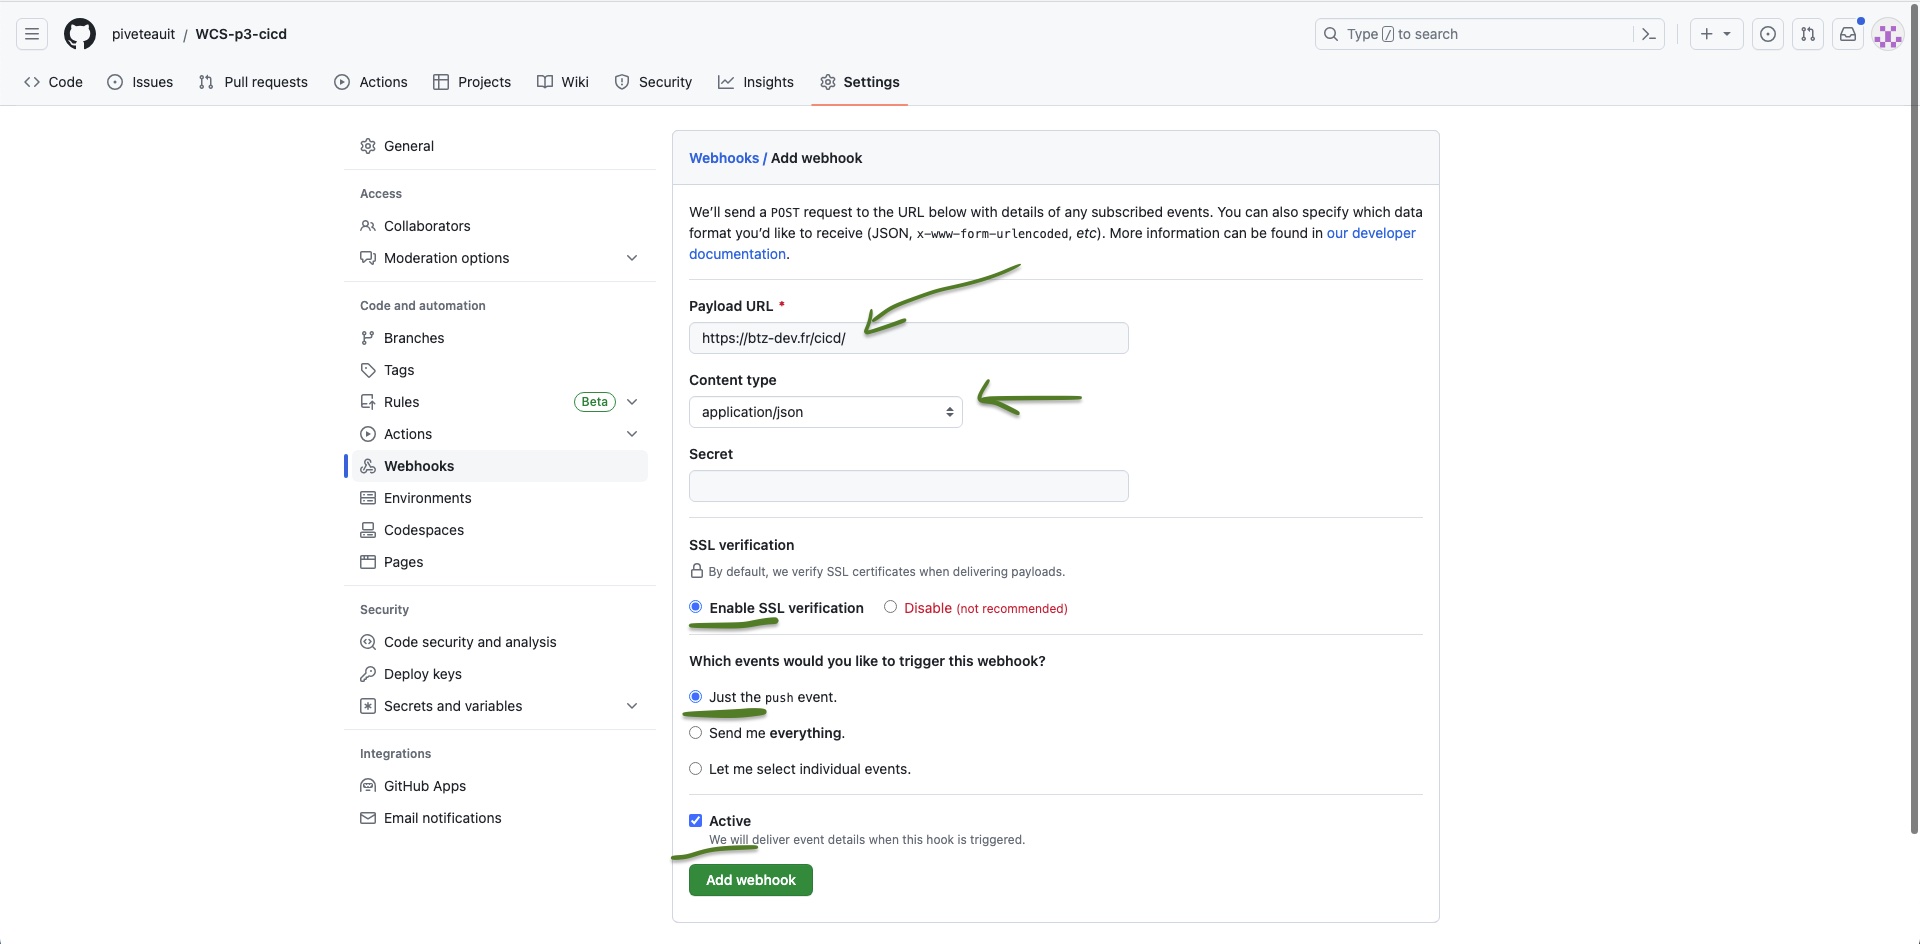 piveteauit / WCS-p3-cicd
Type / to search
Code Issues Pull requests Actions Projects Wiki Security Insights Settings
General
Access
Collaborators
Moderation options
Code and automation
Branches
Tags
Rules Beta
Actions
Webhooks
Environments
Codespaces
Pages
Security
Code security and analysis
Deploy keys
Secrets and variables
Integrations
GitHub Apps
Email notifications
Webhooks / Add webhook
We’ll send a POST request to the URL below with details of any subscribed events. You can also specify which data
format you’d like to receive (JSON, x-www-form-urlencoded, etc). More information can be found in our developer
documentation.
Payload URL *
https://btz-dev.fr/cicd/
Content type
application/json
Secret
SSL verification
By default, we verify SSL certificates when delivering payloads.
Enable SSL verification Disable (not recommended)
Which events would you like to trigger this webhook?
Just the push event.
Send me everything.
Let me select individual events.
Active
We will deliver event details when this hook is triggered.
Add webhook